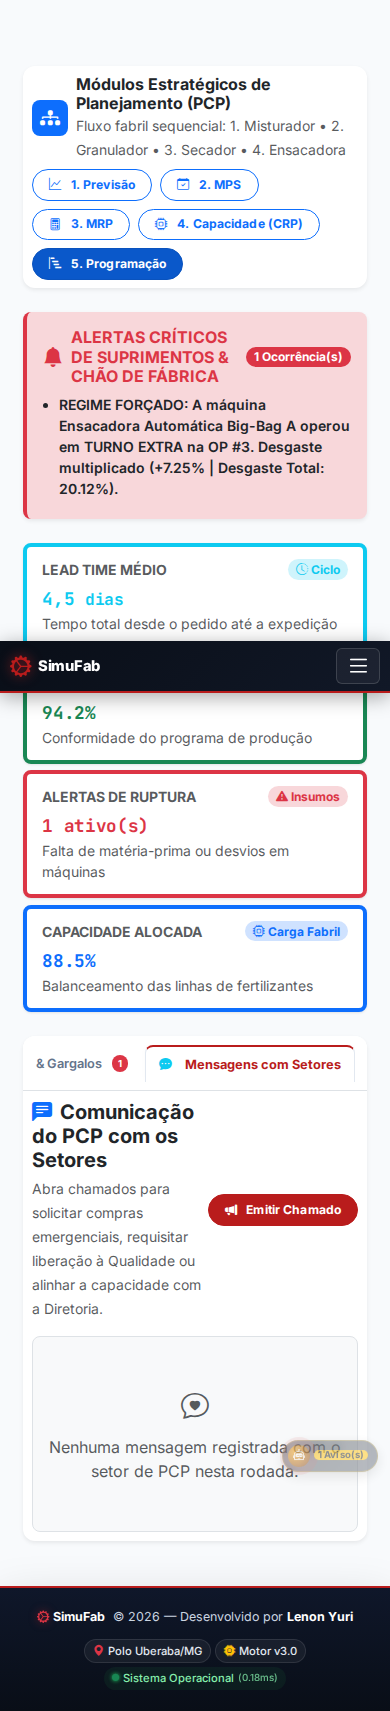 Módulos Estratégicos de
Planejamento (PCP)
Fluxo fabril sequencial: 1. Misturador • 2.
Granulador • 3. Secador • 4. Ensacadora
1. Previsão
2. MPS
3. MRP
4. Capacidade (CRP)
5. Programação
ALERTAS CRÍTICOS
DE SUPRIMENTOS &
CHÃO DE FÁBRICA
1 Ocorrência(s)
• REGIME FORÇADO: A máquina
Ensacadora Automática Big-Bag A operou
em TURNO EXTRA na OP #3. Desgaste
multiplicado (+7.25% | Desgaste Total:
20.12%).
LEAD TIME MÉDIO
Ciclo
4,5 dias
Tempo total desde o pedido até a expedição
SimuFab
94.2%
Conformidade do programa de produção
ALERTAS DE RUPTURA
Insumos
1 ativo(s)
Falta de matéria-prima ou desvios em
máquinas
CAPACIDADE ALOCADA
Carga Fabril
88.5%
Balanceamento das linhas de fertilizantes
& Gargalos 1
Mensagens com Setores
Comunicação
do PCP com os
Setores
Abra chamados para
solicitar compras
emergenciais, requisitar
liberação à Qualidade ou
alinhar a capacidade com
a Diretoria.
Emitir Chamado
Nenhuma mensagem registrada com o
setor de PCP nesta rodada.
1 Aviso(s)
SimuFab © 2026 — Desenvolvido por Lenon Yuri
Polo Uberaba/MG
Motor v3.0
Sistema Operacional (0.18ms)